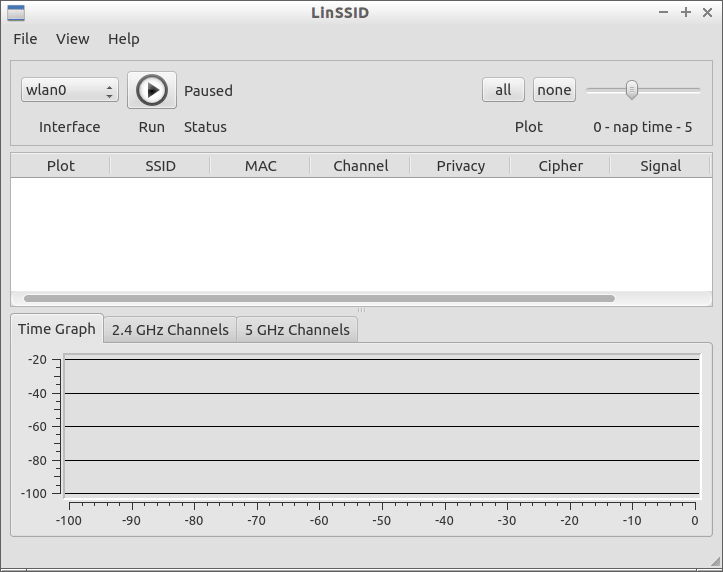 LinSSID
File View Help
wlan0 Paused all none
Interface Run Status Plot 0 - nap time - 5
Plot SSID MAC Channel Privacy Cipher Signal
Time Graph 2.4 GHz Channels 5 GHz Channels
-20
-40
-60
-80
-100
-100 -90 -80 -70 -60 -50 -40 -30 -20 -10 0